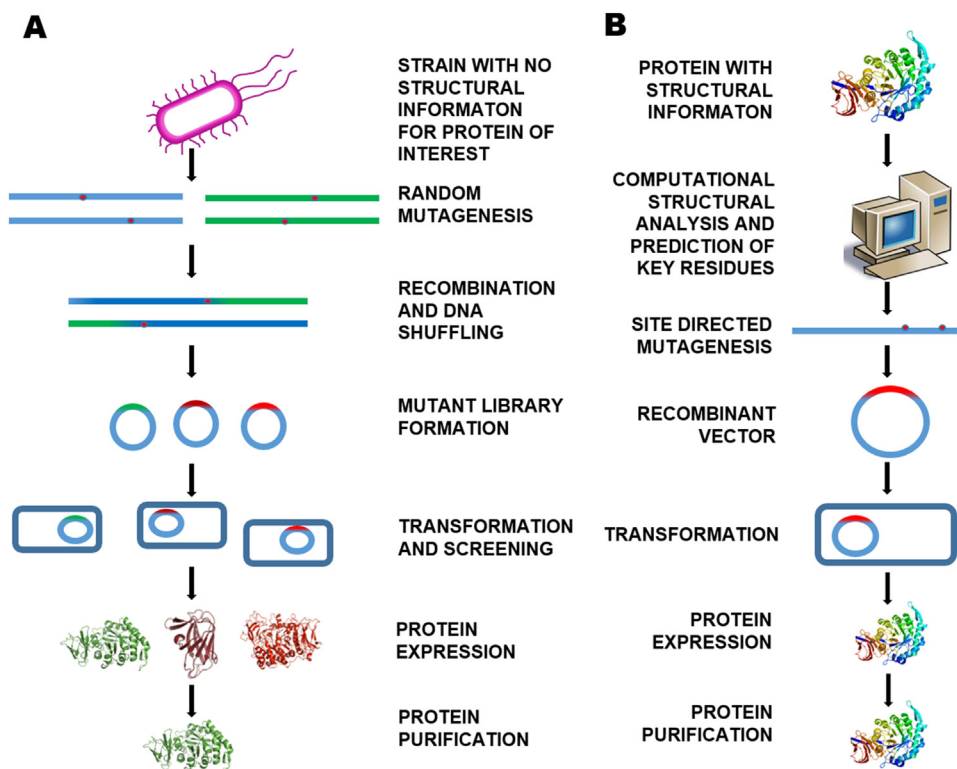 A
STRAIN WITH NO
STRUCTURAL
INFORMATON
FOR PROTEIN OF
INTEREST
RANDOM
MUTAGENESIS
RECOMBINATION
AND DNA
SHUFFLING
MUTANT LIBRARY
FORMATION
TRANSFORMATION
AND SCREENING
PROTEIN
EXPRESSION
PROTEIN
PURIFICATION
B
PROTEIN WITH
STRUCTURAL
INFORMATON
COMPUTATIONAL
STRUCTURAL
ANALYSIS AND
PREDICTION OF
KEY RESIDUES
SITE DIRECTED
MUTAGENESIS
RECOMBINANT
VECTOR
TRANSFORMATION
PROTEIN
EXPRESSION
PROTEIN
PURIFICATION